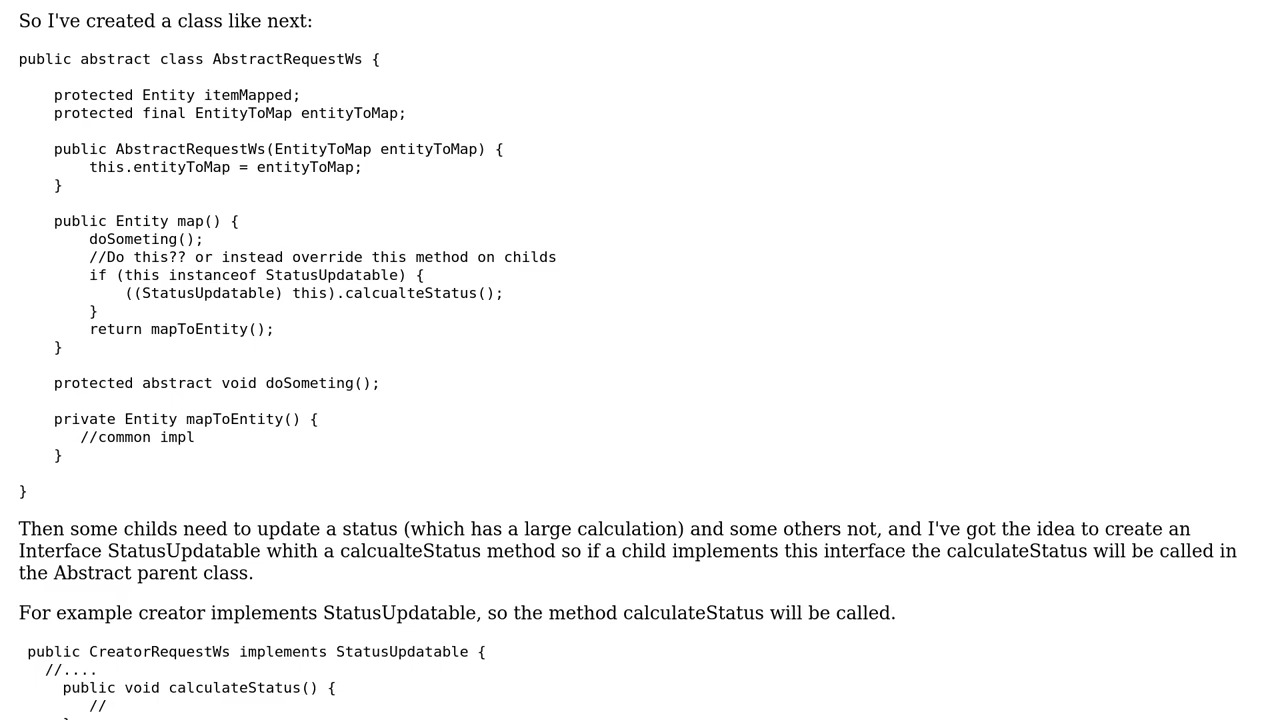 So I've created a class like next:
public abstract class AbstractRequestWs {
protected Entity itemMapped;
protected final EntityToMap entityToMap;
public AbstractRequestWs(EntityToMap entityToMap) {
this.entityToMap = entityToMap;
}
public Entity map() {
doSometing();
//Do this?? or instead override this method on childs
if (this instanceof StatusUpdatable) {
((StatusUpdatable) this).calcualteStatus();
}
return mapToEntity();
}
protected abstract void doSometing();
private Entity mapToEntity() {
//common impl
}
}
Then some childs need to update a status (which has a large calculation) and some others not, and I've got the idea to create an
Interface StatusUpdatable whith a calcualteStatus method so if a child implements this interface the calculateStatus will be called in
the Abstract parent class.
For example creator implements StatusUpdatable, so the method calculateStatus will be called.
public CreatorRequestWs implements StatusUpdatable {
//....
public void calculateStatus() {
//